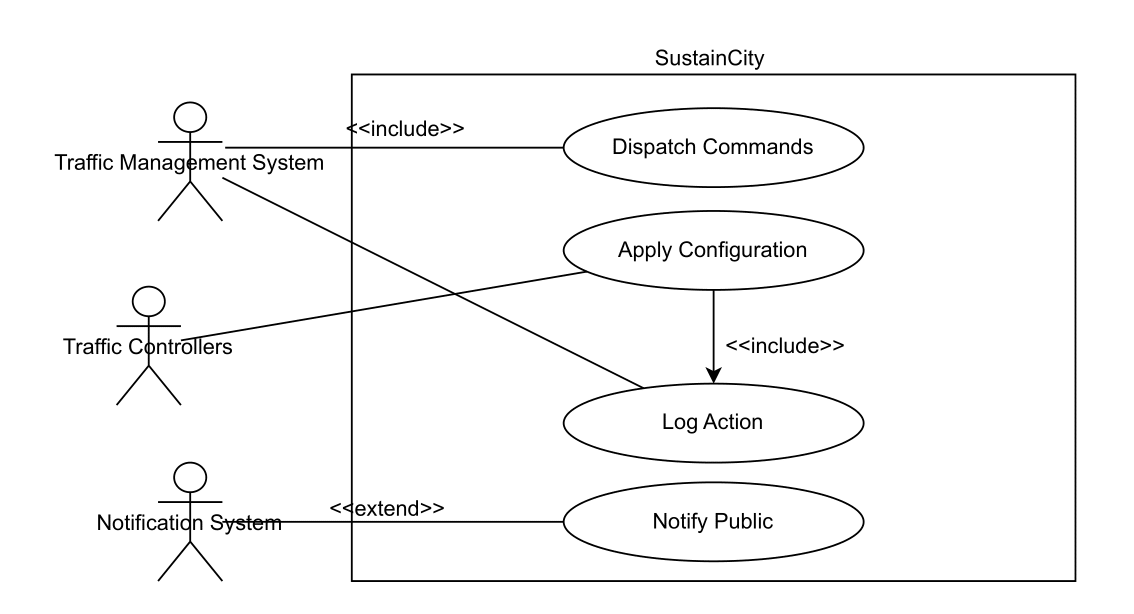 SustainCity
<<include>>
Dispatch Commands
Traffic Management System
Apply Configuration
Traffic Controllers
<<include>>
Log Action
<<extend>>
Notification System
Notify Public